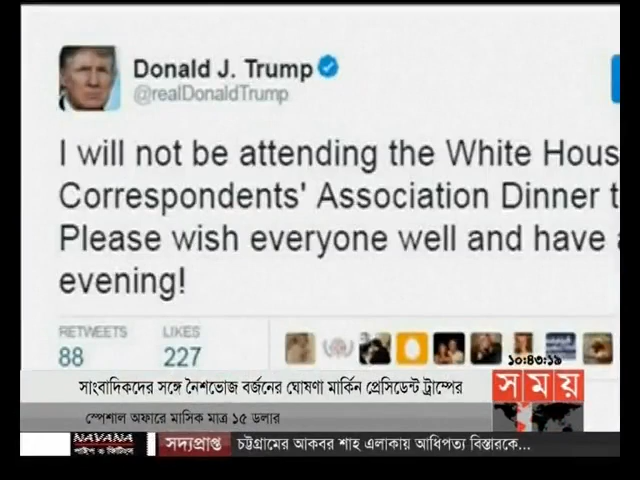 Donald J. Trump
@realDonaldTrump
I will not be attending the White Hous
Correspondents' Association Dinner t
Please wish everyone well and have a
evening!
RETWEETS LIKES
88 227
১০:৪৩:১৯
সাংবাদিকদের সঙ্গে নৈশভোজ বর্জনের ঘোষণা মার্কিন প্রেসিডেন্ট ট্রাম্পের
সময়
স্পেশাল অফারে মাসিক মাত্র ১৫ ডলার
NAVANA
পাইপ ও ফিটিংস
সদ্যপ্রাপ্ত চট্টগ্রামের আকবর শাহ এলাকায় আধিপত্য বিস্তারকে...